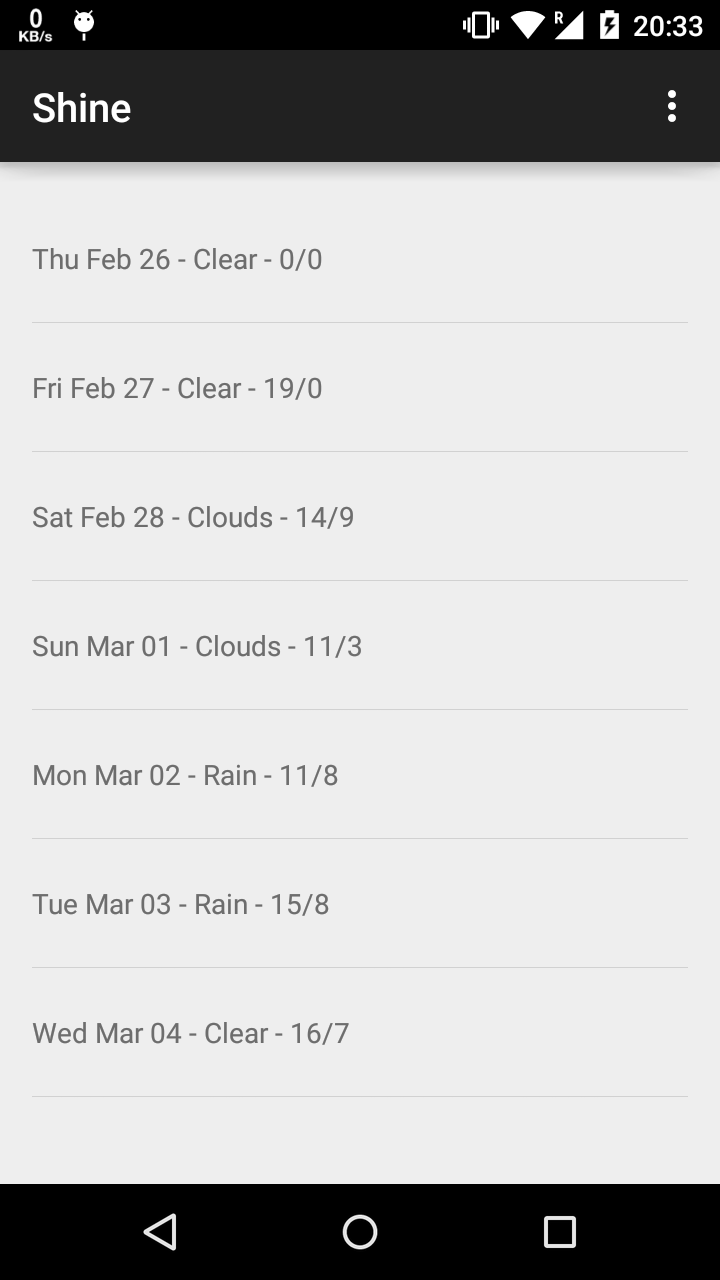 0
KB/s
R
20:33
Shine
Thu Feb 26 - Clear - 0/0
Fri Feb 27 - Clear - 19/0
Sat Feb 28 - Clouds - 14/9
Sun Mar 01 - Clouds - 11/3
Mon Mar 02 - Rain - 11/8
Tue Mar 03 - Rain - 15/8
Wed Mar 04 - Clear - 16/7